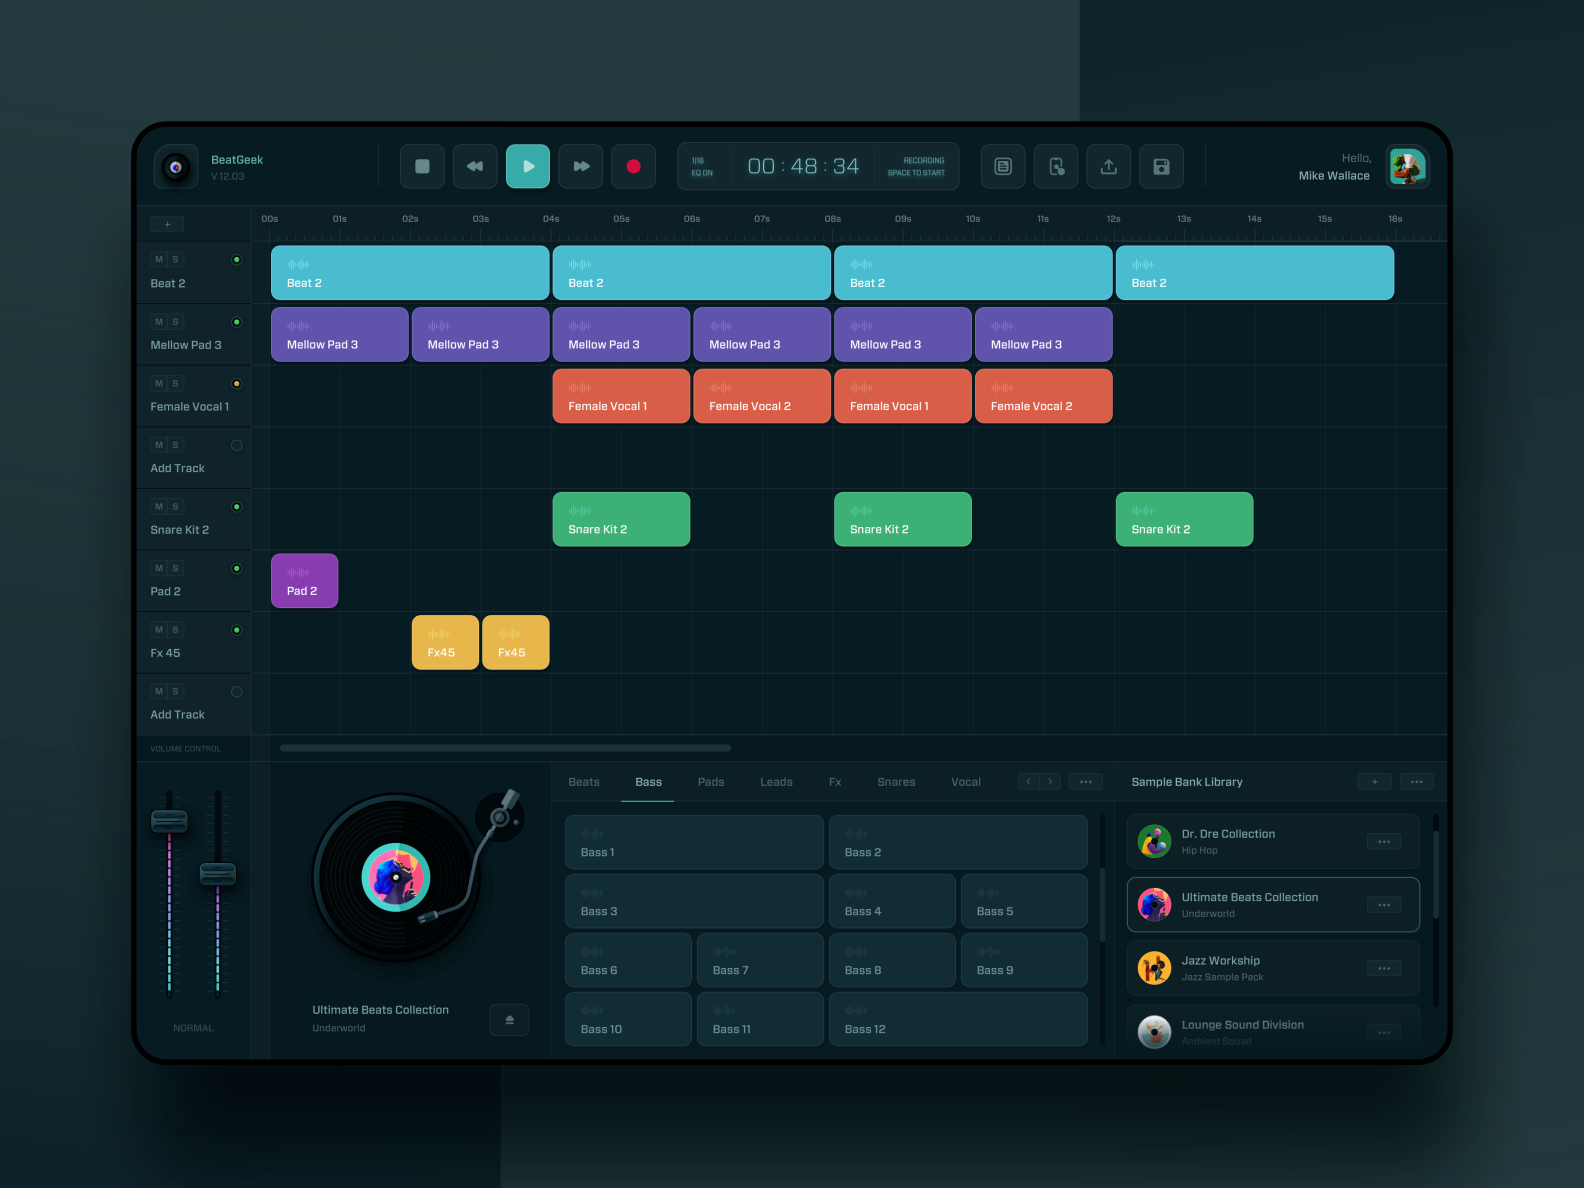 BeatGeek
V 12.03
1|16
EQ ON
00 : 48 : 34
RECORDING
SPACE TO START
Hello,
Mike Wallace
+
00s 01s 02s 03s 04s 05s 06s 07s 08s 09s 10s 11s 12s 13s 14s 15s 16s
M S
Beat 2
Beat 2 Beat 2 Beat 2 Beat 2
M S
Mellow Pad 3
Mellow Pad 3 Mellow Pad 3 Mellow Pad 3 Mellow Pad 3 Mellow Pad 3 Mellow Pad 3
M S
Female Vocal 1
Female Vocal 1 Female Vocal 2 Female Vocal 1 Female Vocal 2
M S
Add Track
M S
Snare Kit 2
Snare Kit 2 Snare Kit 2 Snare Kit 2
M S
Pad 2
Pad 2
M S
Fx 45
Fx45 Fx45
M S
Add Track
VOLUME CONTROL
NORMAL
Ultimate Beats Collection
Underworld
Beats Bass Pads Leads Fx Snares Vocal
Bass 1 Bass 2
Bass 3 Bass 4 Bass 5
Bass 6 Bass 7 Bass 8 Bass 9
Bass 10 Bass 11 Bass 12
Sample Bank Library +
Dr. Dre Collection
Hip Hop
Ultimate Beats Collection
Underworld
Jazz Workship
Jazz Sample Pack
Lounge Sound Division
Ambient Squad